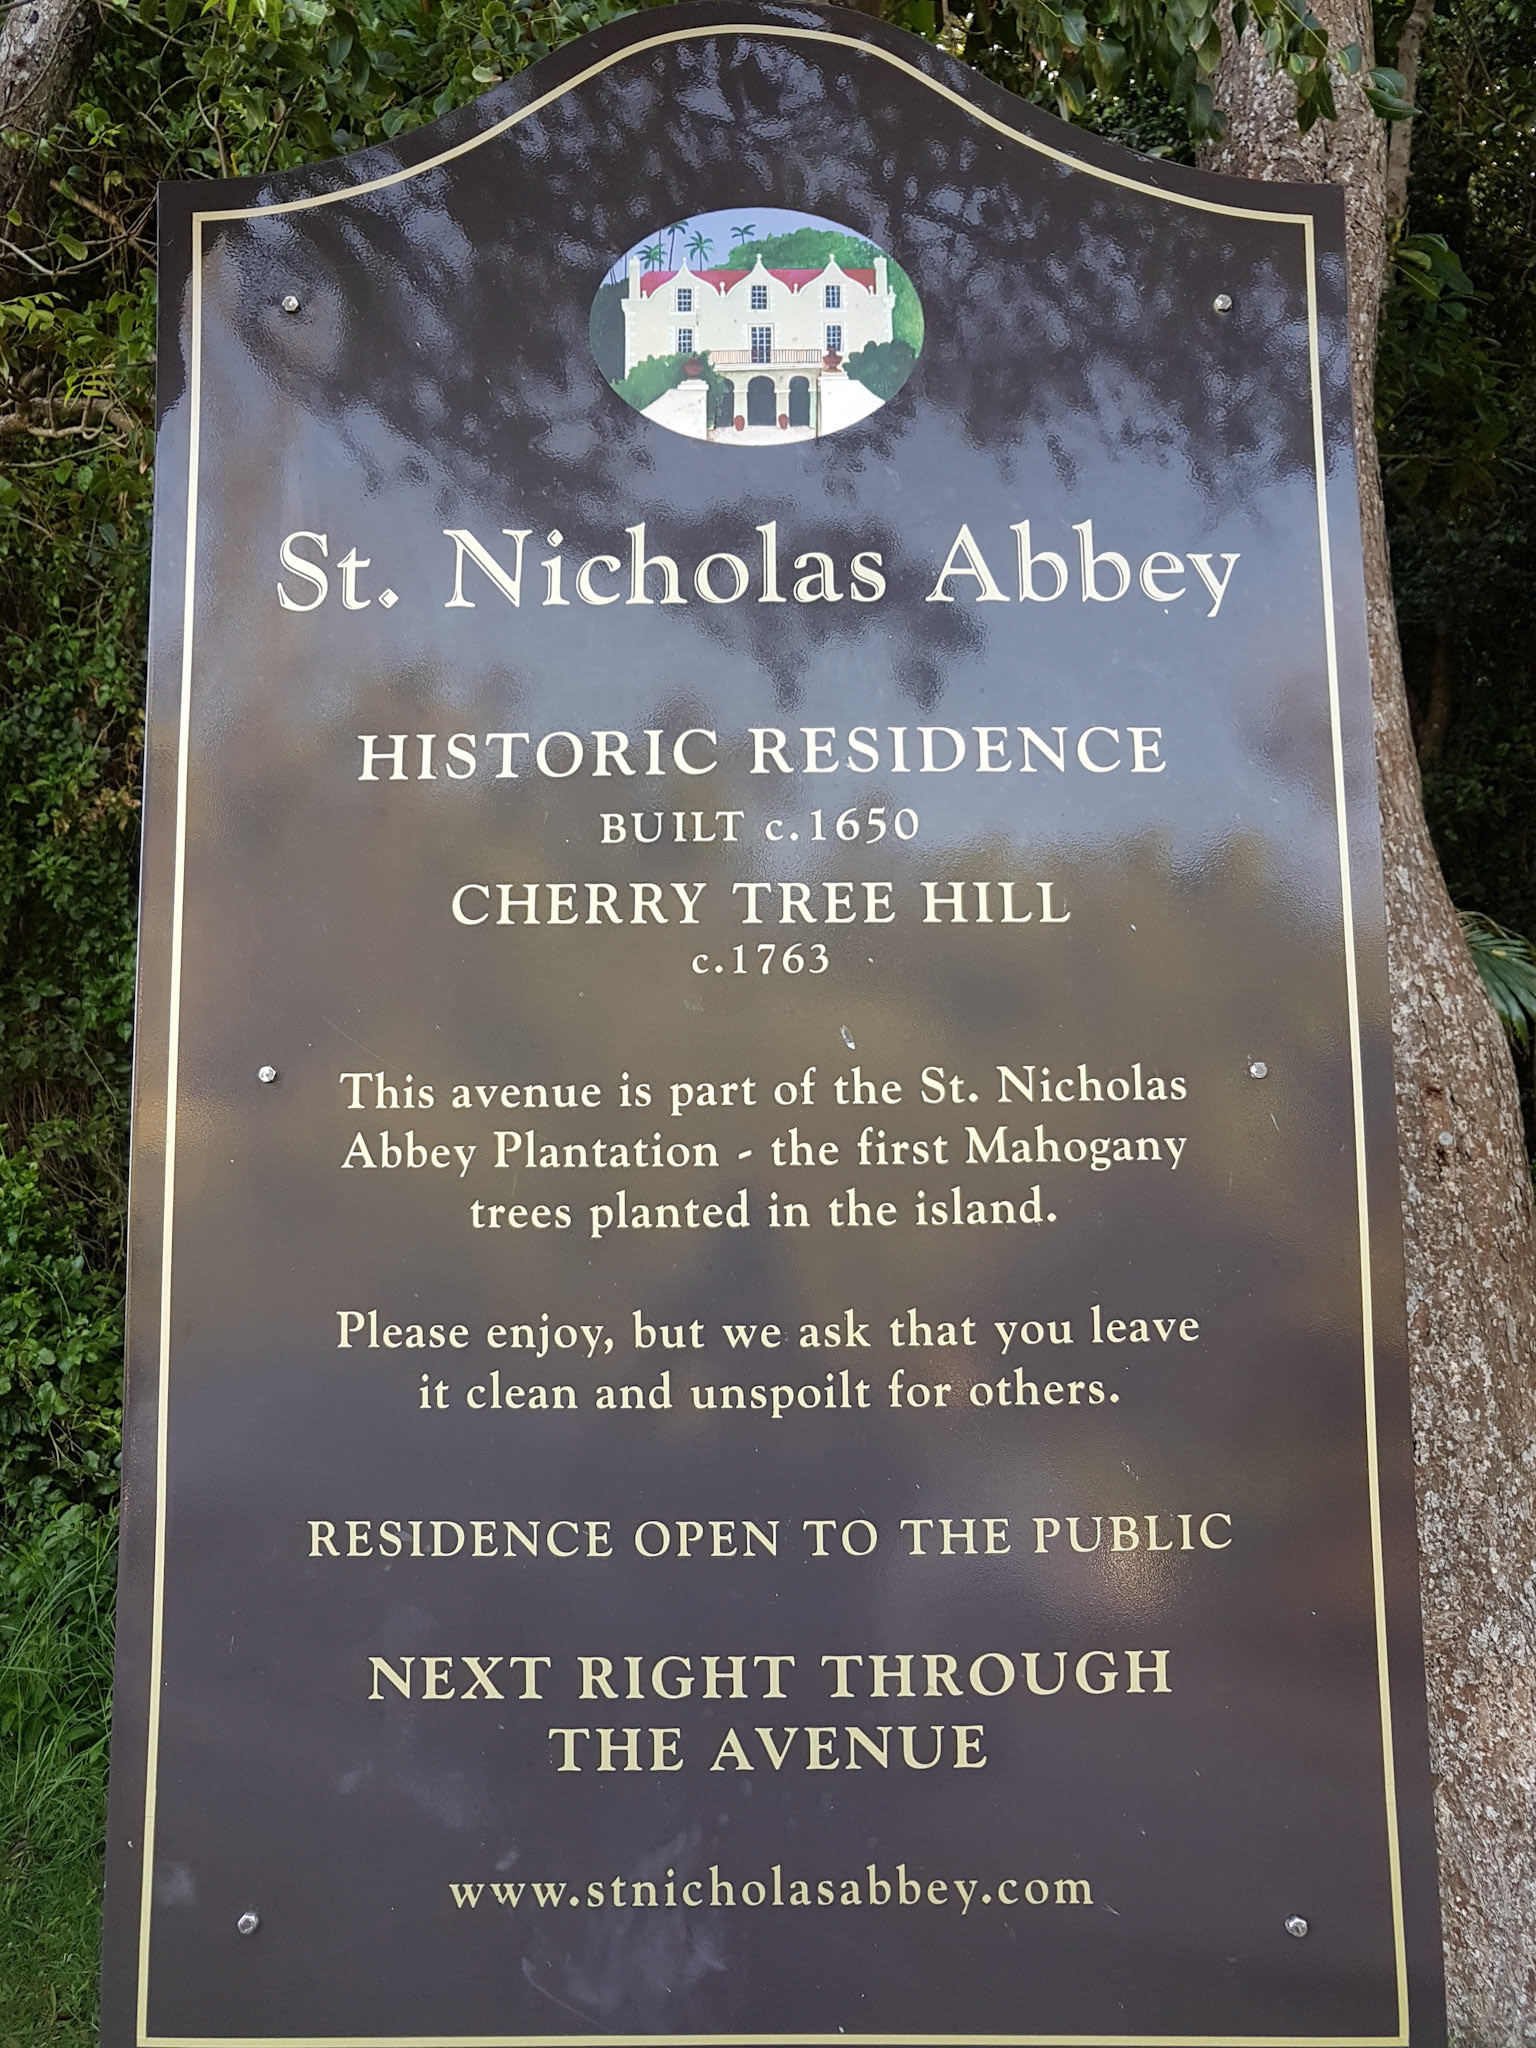 St. Nicholas Abbey
HISTORIC RESIDENCE
BUILT c.1650
CHERRY TREE HILL
c.1763
This avenue is part of the St. Nicholas
Abbey Plantation - the first Mahogany
trees planted in the island.
Please enjoy, but we ask that you leave
it clean and unspoilt for others.
RESIDENCE OPEN TO THE PUBLIC
NEXT RIGHT THROUGH
THE AVENUE
www.stnicholasabbey.com